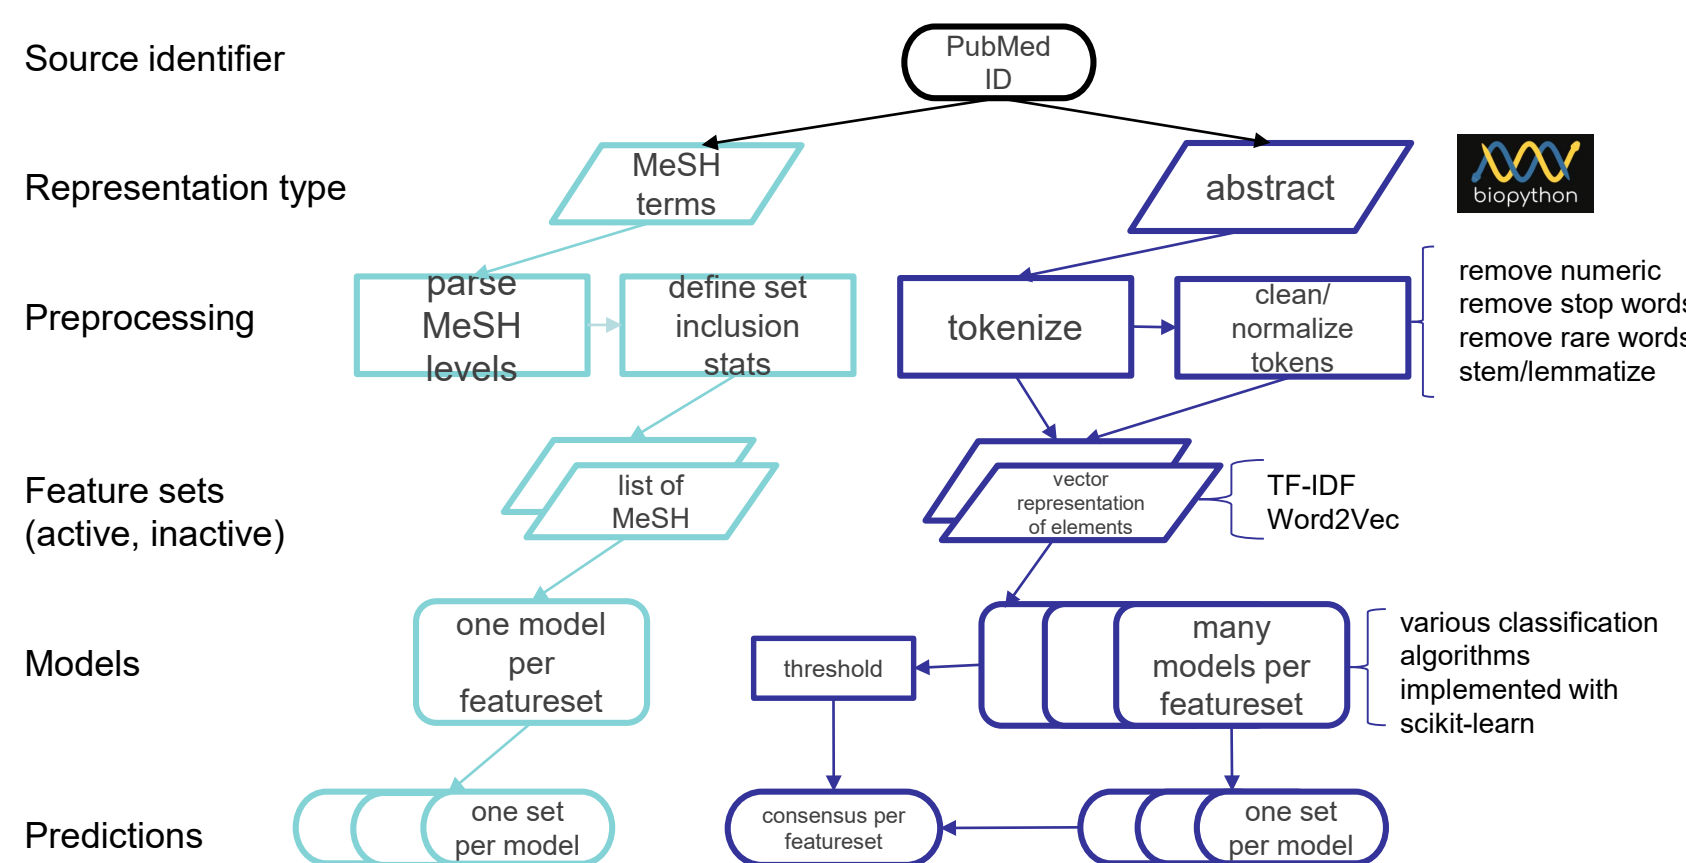 Source identifier
PubMed
ID
Representation type
MeSH
terms
abstract
biopython
Preprocessing
parse
MeSH
levels
define set
inclusion
stats
tokenize
clean/
normalize
tokens
remove numeric
remove stop words
remove rare words
stem/lemmatize
Feature sets
(active, inactive)
list of
MeSH
vector
representation
of elements
TF-IDF
Word2Vec
Models
one model
per
featureset
threshold
many
models per
featureset
various classification
algorithms
implemented with
scikit-learn
Predictions
one set
per model
consensus per
featureset
one set
per model